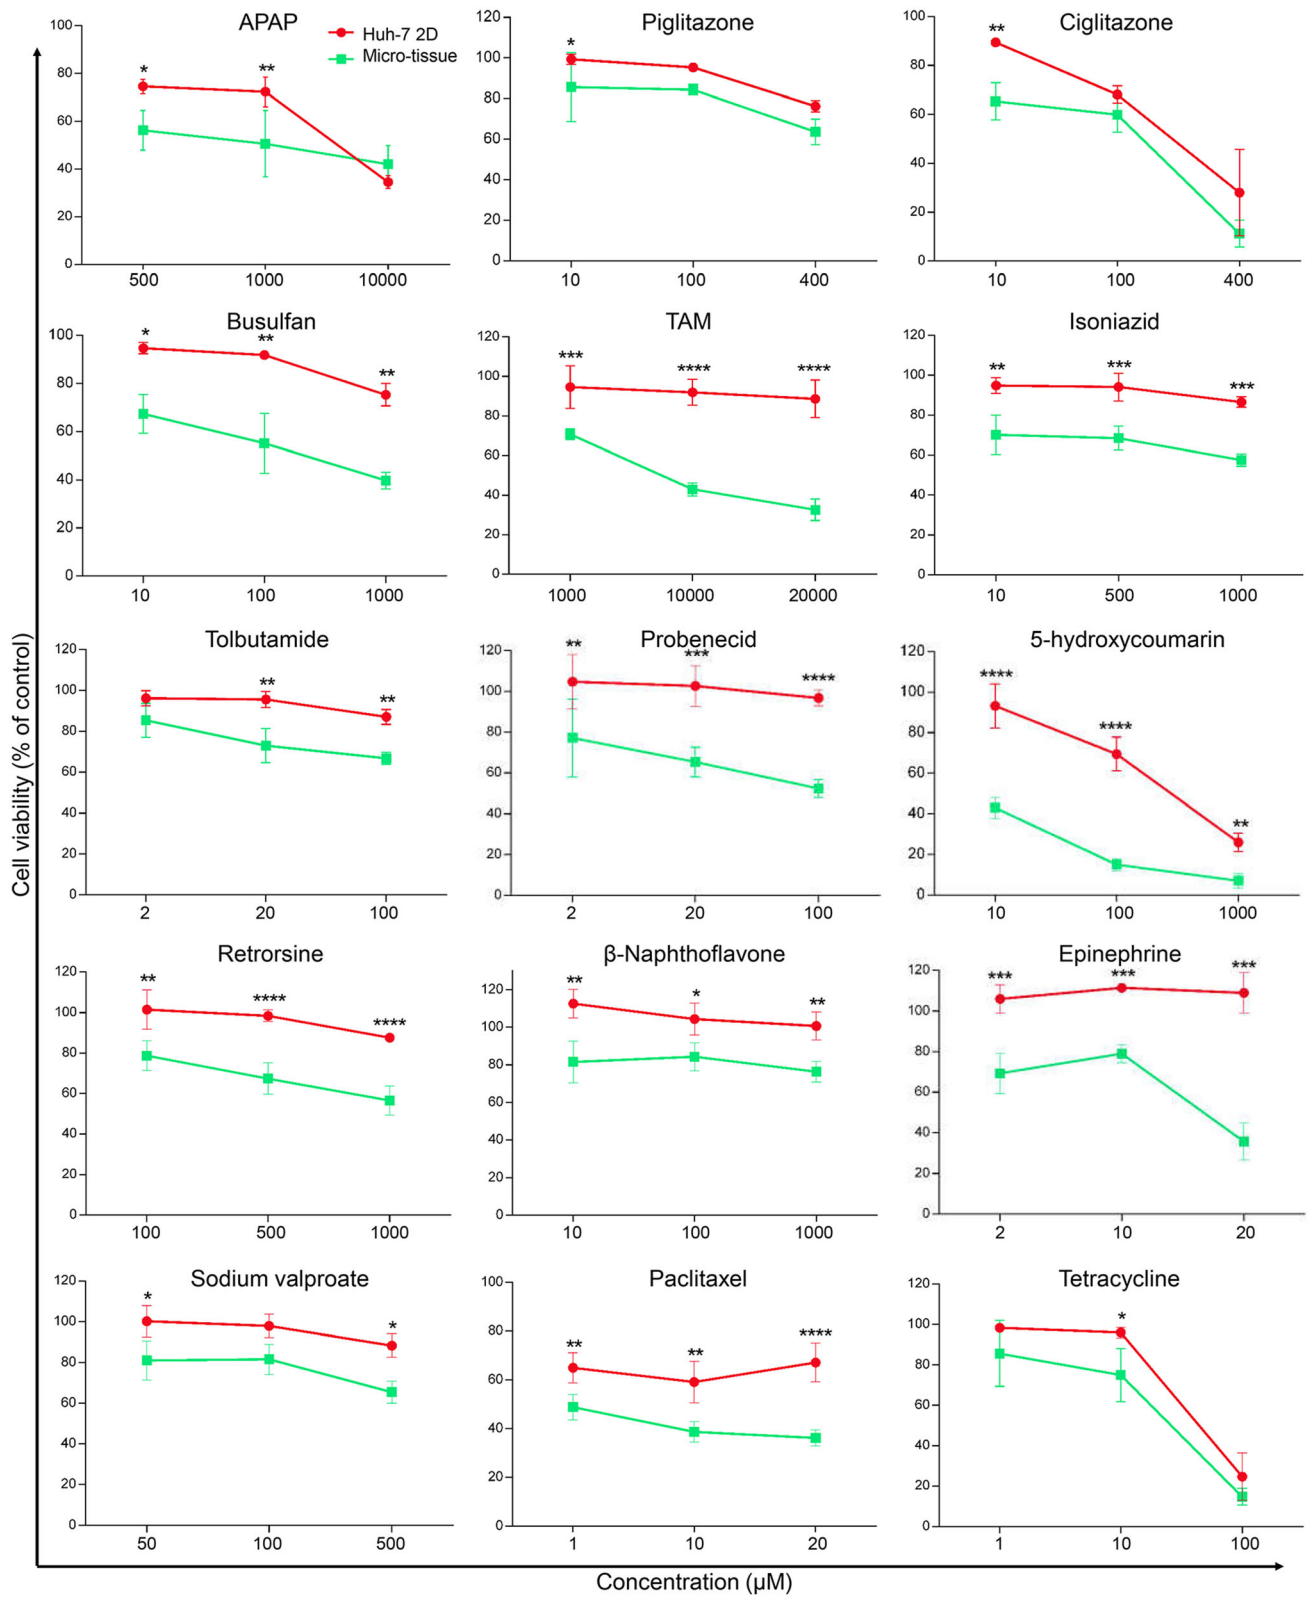 Cell viability (% of control)
APAP
Huh-7 2D
Micro-tissue
100
80
60
40
20
0
* **
500 1000 10000
Piglitazone
120
100
80
60
40
20
0
*
10 100 400
Ciglitazone
100
80
60
40
20
0
**
10 100 400
Busulfan
100
80
60
40
20
0
* ** **
10 100 1000
TAM
120
100
80
60
40
20
0
*** **** ****
1000 10000 20000
Isoniazid
120
100
80
60
40
20
0
** *** ***
10 500 1000
Tolbutamide
120
100
80
60
40
20
0
** **
2 20 100
Probenecid
120
100
80
60
40
20
0
** *** ****
2 20 100
5-hydroxycoumarin
120
100
80
60
40
20
0
**** **** **
10 100 1000
Retrorsine
120
100
80
60
40
20
0
** **** ****
100 500 1000
β-Naphthoflavone
120
100
80
60
40
20
0
** * **
10 100 1000
Epinephrine
120
100
80
60
40
20
0
*** *** ***
2 10 20
Sodium valproate
120
100
80
60
40
20
0
* *
50 100 500
Paclitaxel
100
80
60
40
20
0
** ** ****
1 10 20
Tetracycline
120
100
80
60
40
20
0
*
1 10 100
Concentration (µM)